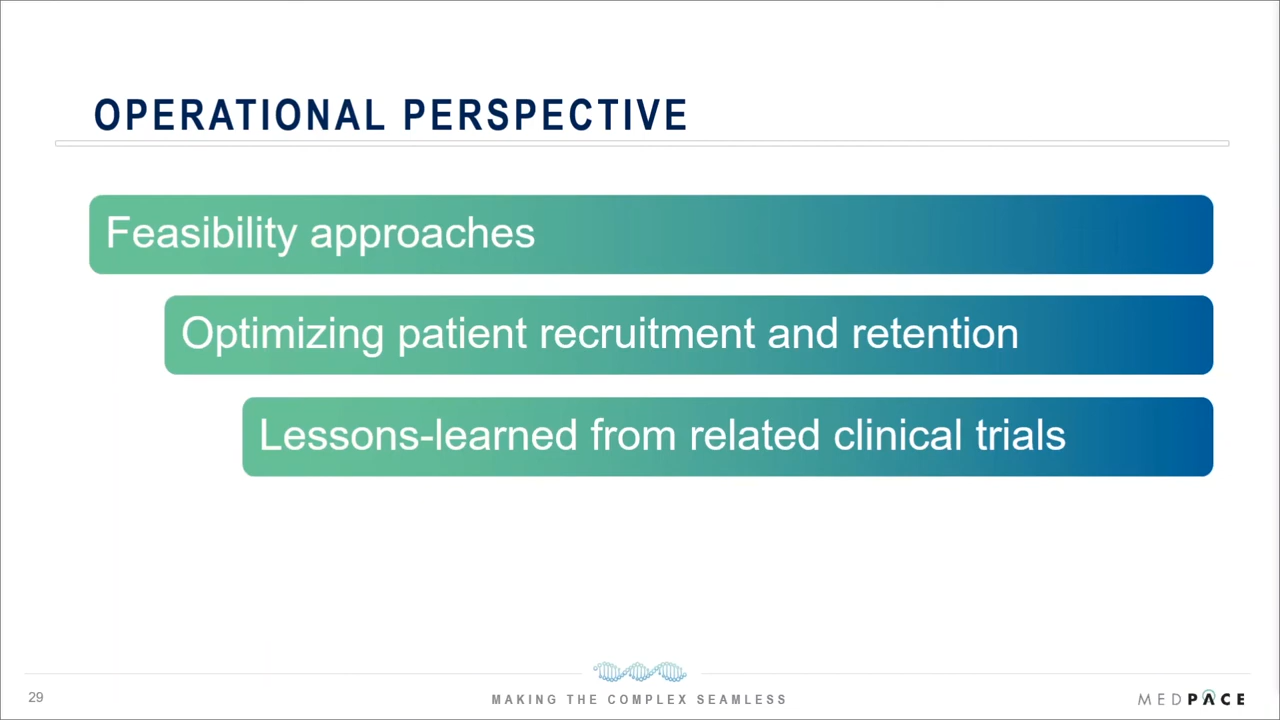 OPERATIONAL PERSPECTIVE
Feasibility approaches
Optimizing patient recruitment and retention
Lessons-learned from related clinical trials
29
MAKING THE COMPLEX SEAMLESS
MEDPACE